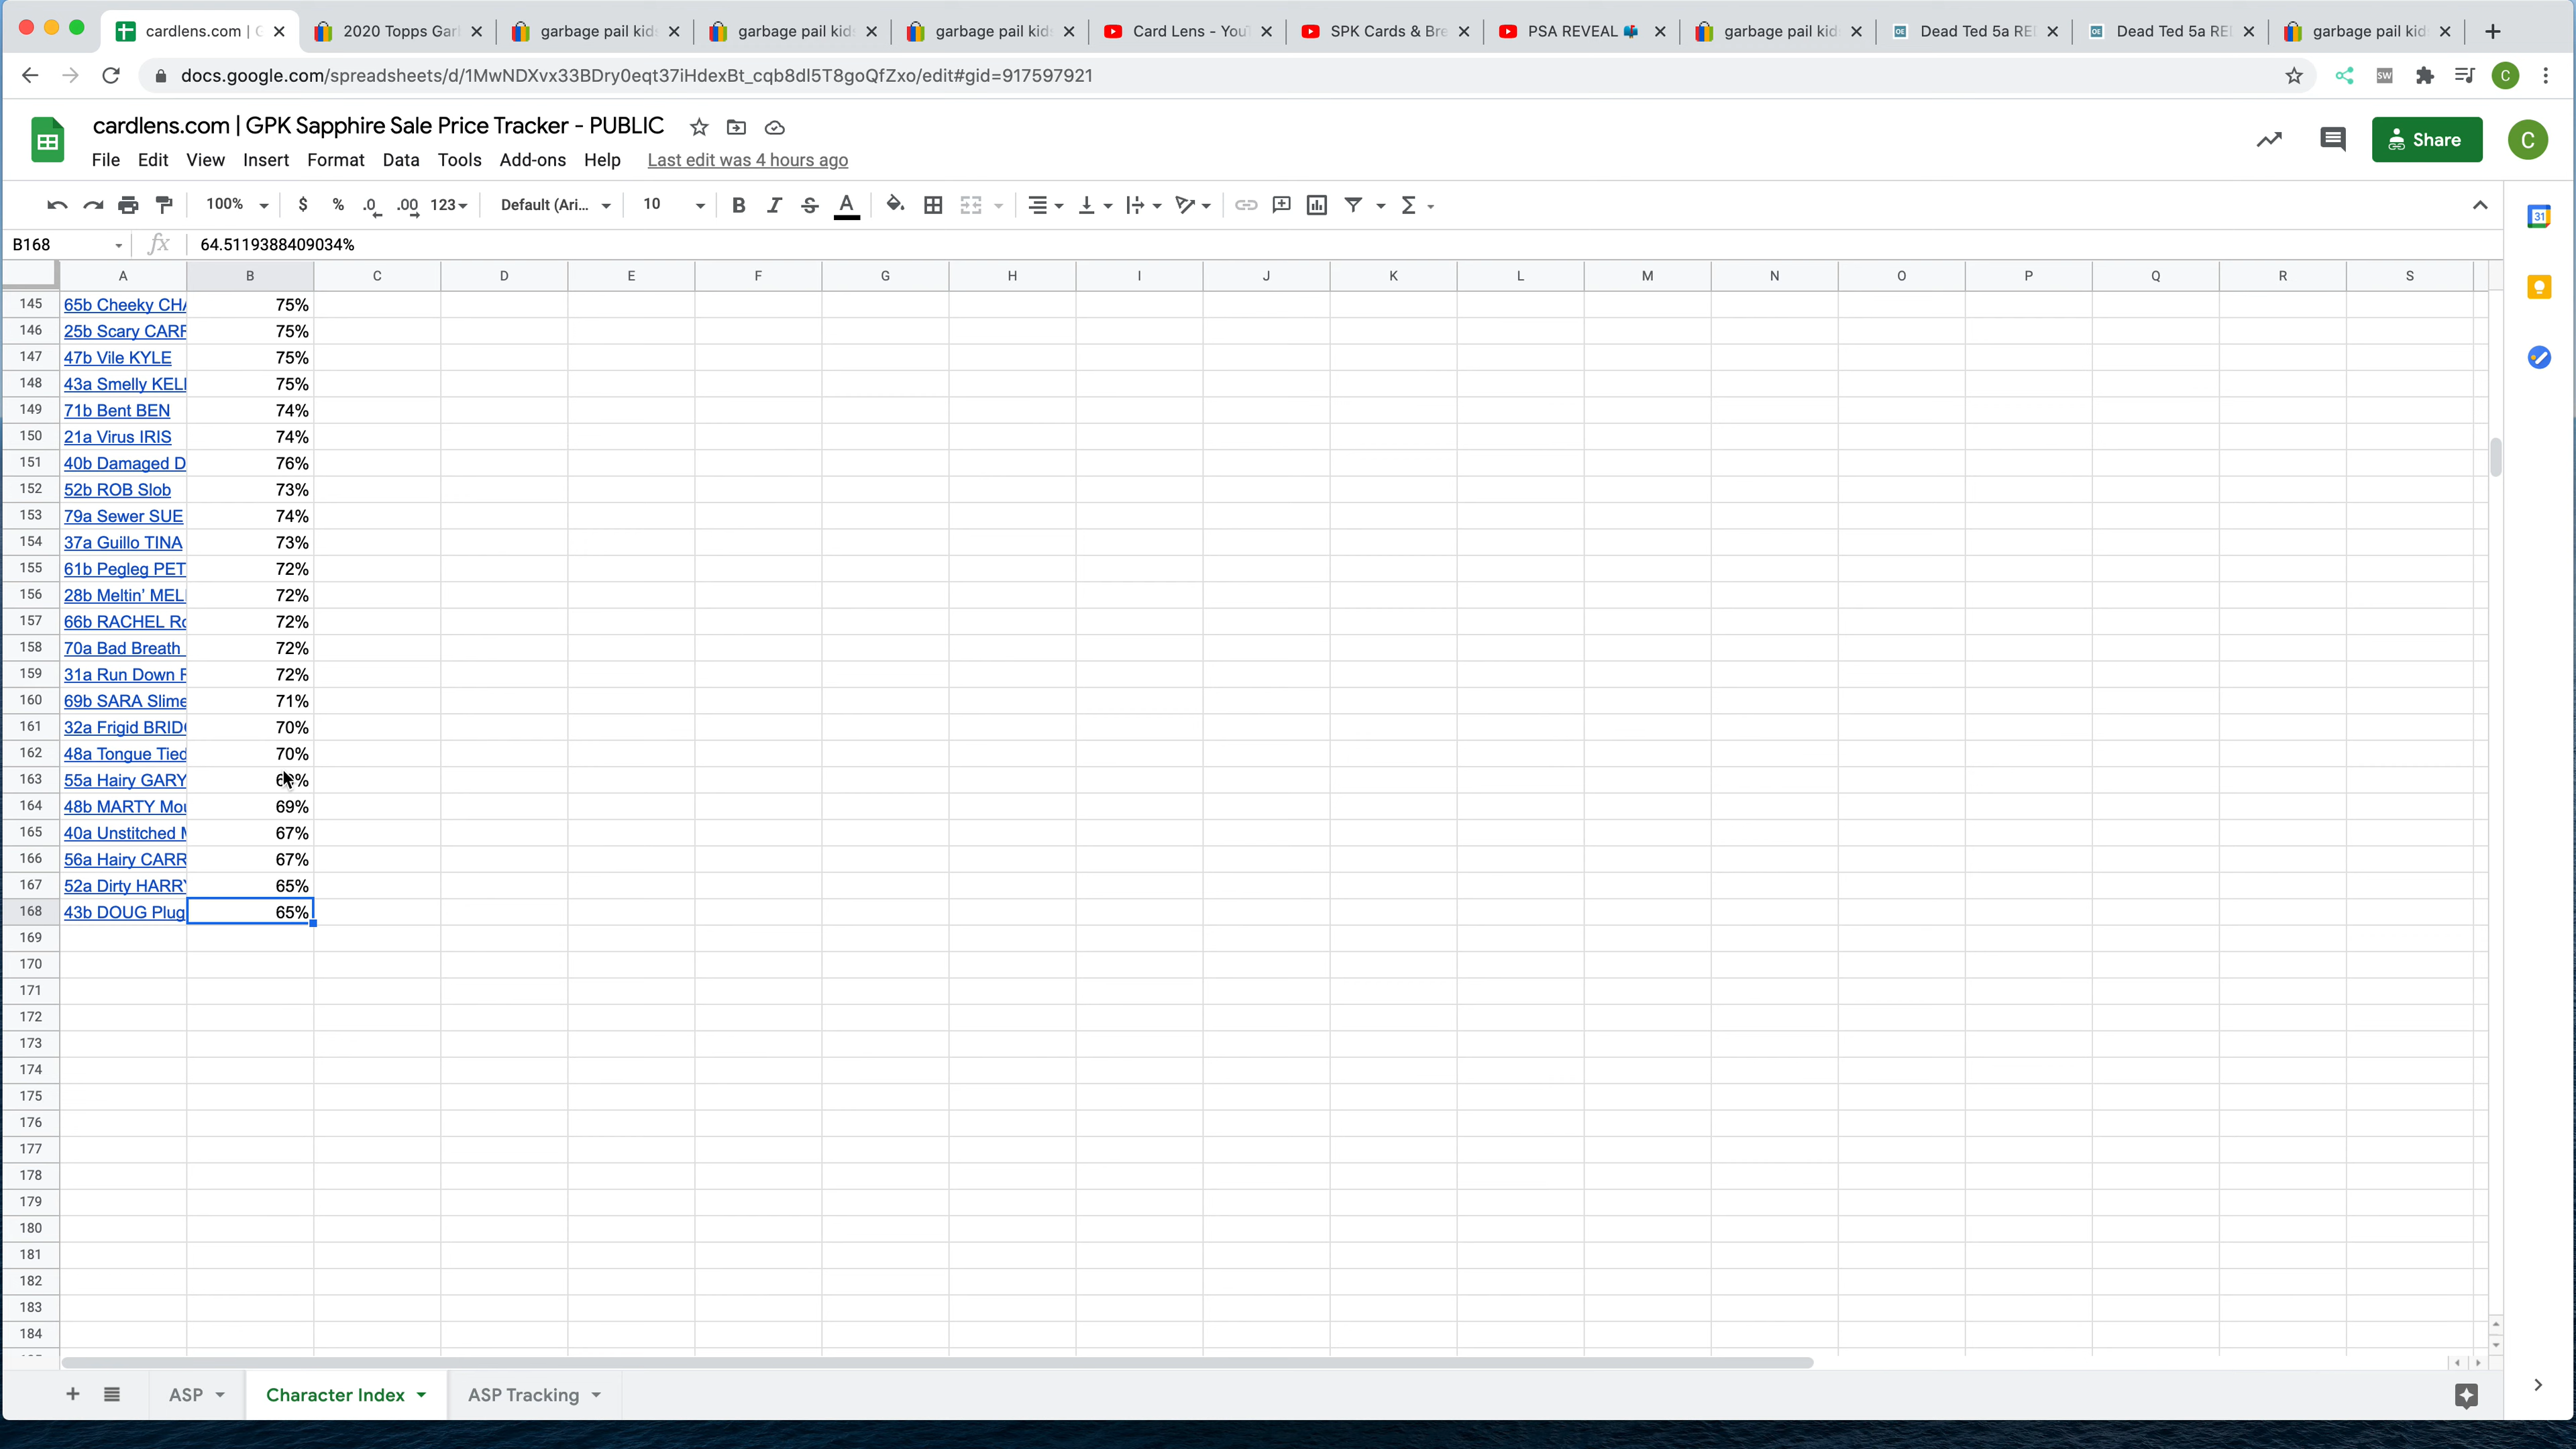 cardlens.com | G
2020 Topps Gar
garbage pail kid
garbage pail kid
garbage pail kid
Card Lens - You
SPK Cards & Bre
PSA REVEAL
garbage pail kid
Dead Ted 5a RE
Dead Ted 5a RE
garbage pail kid
docs.google.com/spreadsheets/d/1MwNDXvx33BDry0eqt37iHdexBt_cqb8dl5T8goQfZxo/edit#gid=917597921
SW
C
cardlens.com | GPK Sapphire Sale Price Tracker - PUBLIC
File Edit View Insert Format Data Tools Add-ons Help Last edit was 4 hours ago
Share
C
100% $ % .0 .00 123 Default (Ari... 10 B I S A
31
B168 fx 64.5119388409034%
A B C D E F G H I J K L M N O P Q R S
145 65b Cheeky CHA 75%
146 25b Scary CARR 75%
147 47b Vile KYLE 75%
148 43a Smelly KELL 75%
149 71b Bent BEN 74%
150 21a Virus IRIS 74%
151 40b Damaged D 76%
152 52b ROB Slob 73%
153 79a Sewer SUE 74%
154 37a Guillo TINA 73%
155 61b Pegleg PET 72%
156 28b Meltin' MEL 72%
157 66b RACHEL Ro 72%
158 70a Bad Breath 72%
159 31a Run Down 72%
160 69b SARA Slime 71%
161 32a Frigid BRIDG 70%
162 48a Tongue Tied 70%
163 55a Hairy GARY
164 48b MARTY Mou 69%
165 40a Unstitched 67%
166 56a Hairy CARR 67%
167 52a Dirty HARRY 65%
168 43b DOUG Plug 65%
169
170
171
172
173
174
175
176
177
178
179
180
181
182
183
184
ASP Character Index ASP Tracking